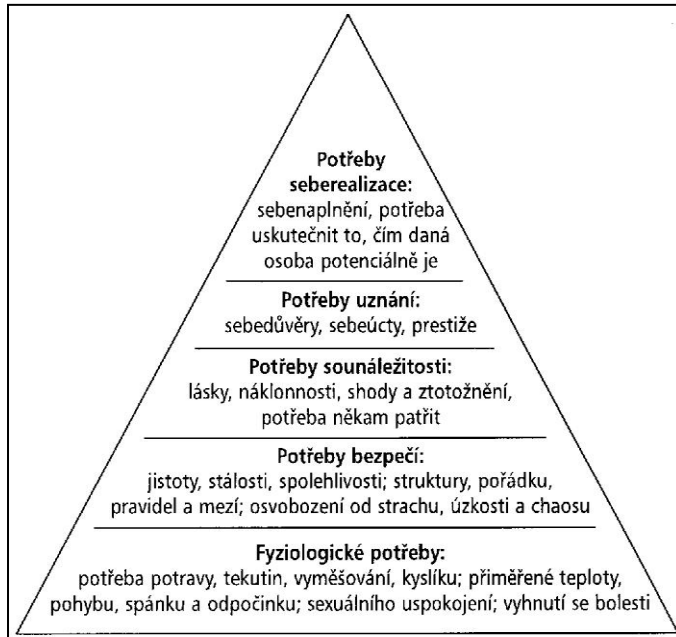 Potřeby
seberealizace:
sebenaplnění, potřeba
uskutečnit to, čím daná
osoba potenciálně je
Potřeby uznání:
sebedůvěry, sebeúcty, prestiže
Potřeby sounáležitosti:
lásky, náklonnosti, shody a ztotožnění,
potřeba někam patřit
Potřeby bezpečí:
jistoty, stálosti, spolehlivosti; struktury, pořádku,
pravidel a mezí; osvobození od strachu, úzkosti a chaosu
Fyziologické potřeby:
potřeba potravy, tekutin, vyměšování, kyslíku; přiměřené teploty,
pohybu, spánku a odpočinku; sexuálního uspokojení; vyhnutí se bolesti